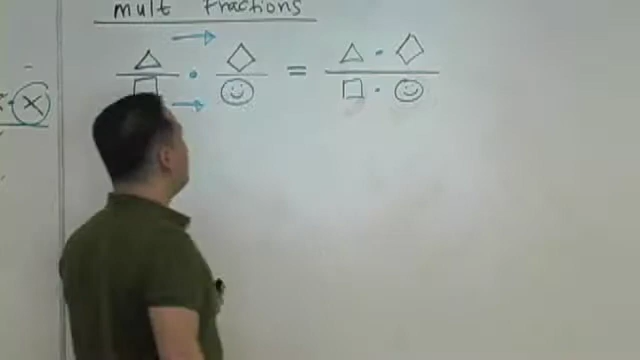 mult fractions
△ · ◇ = △ · ◇
□ ☺ □ · ☺
x